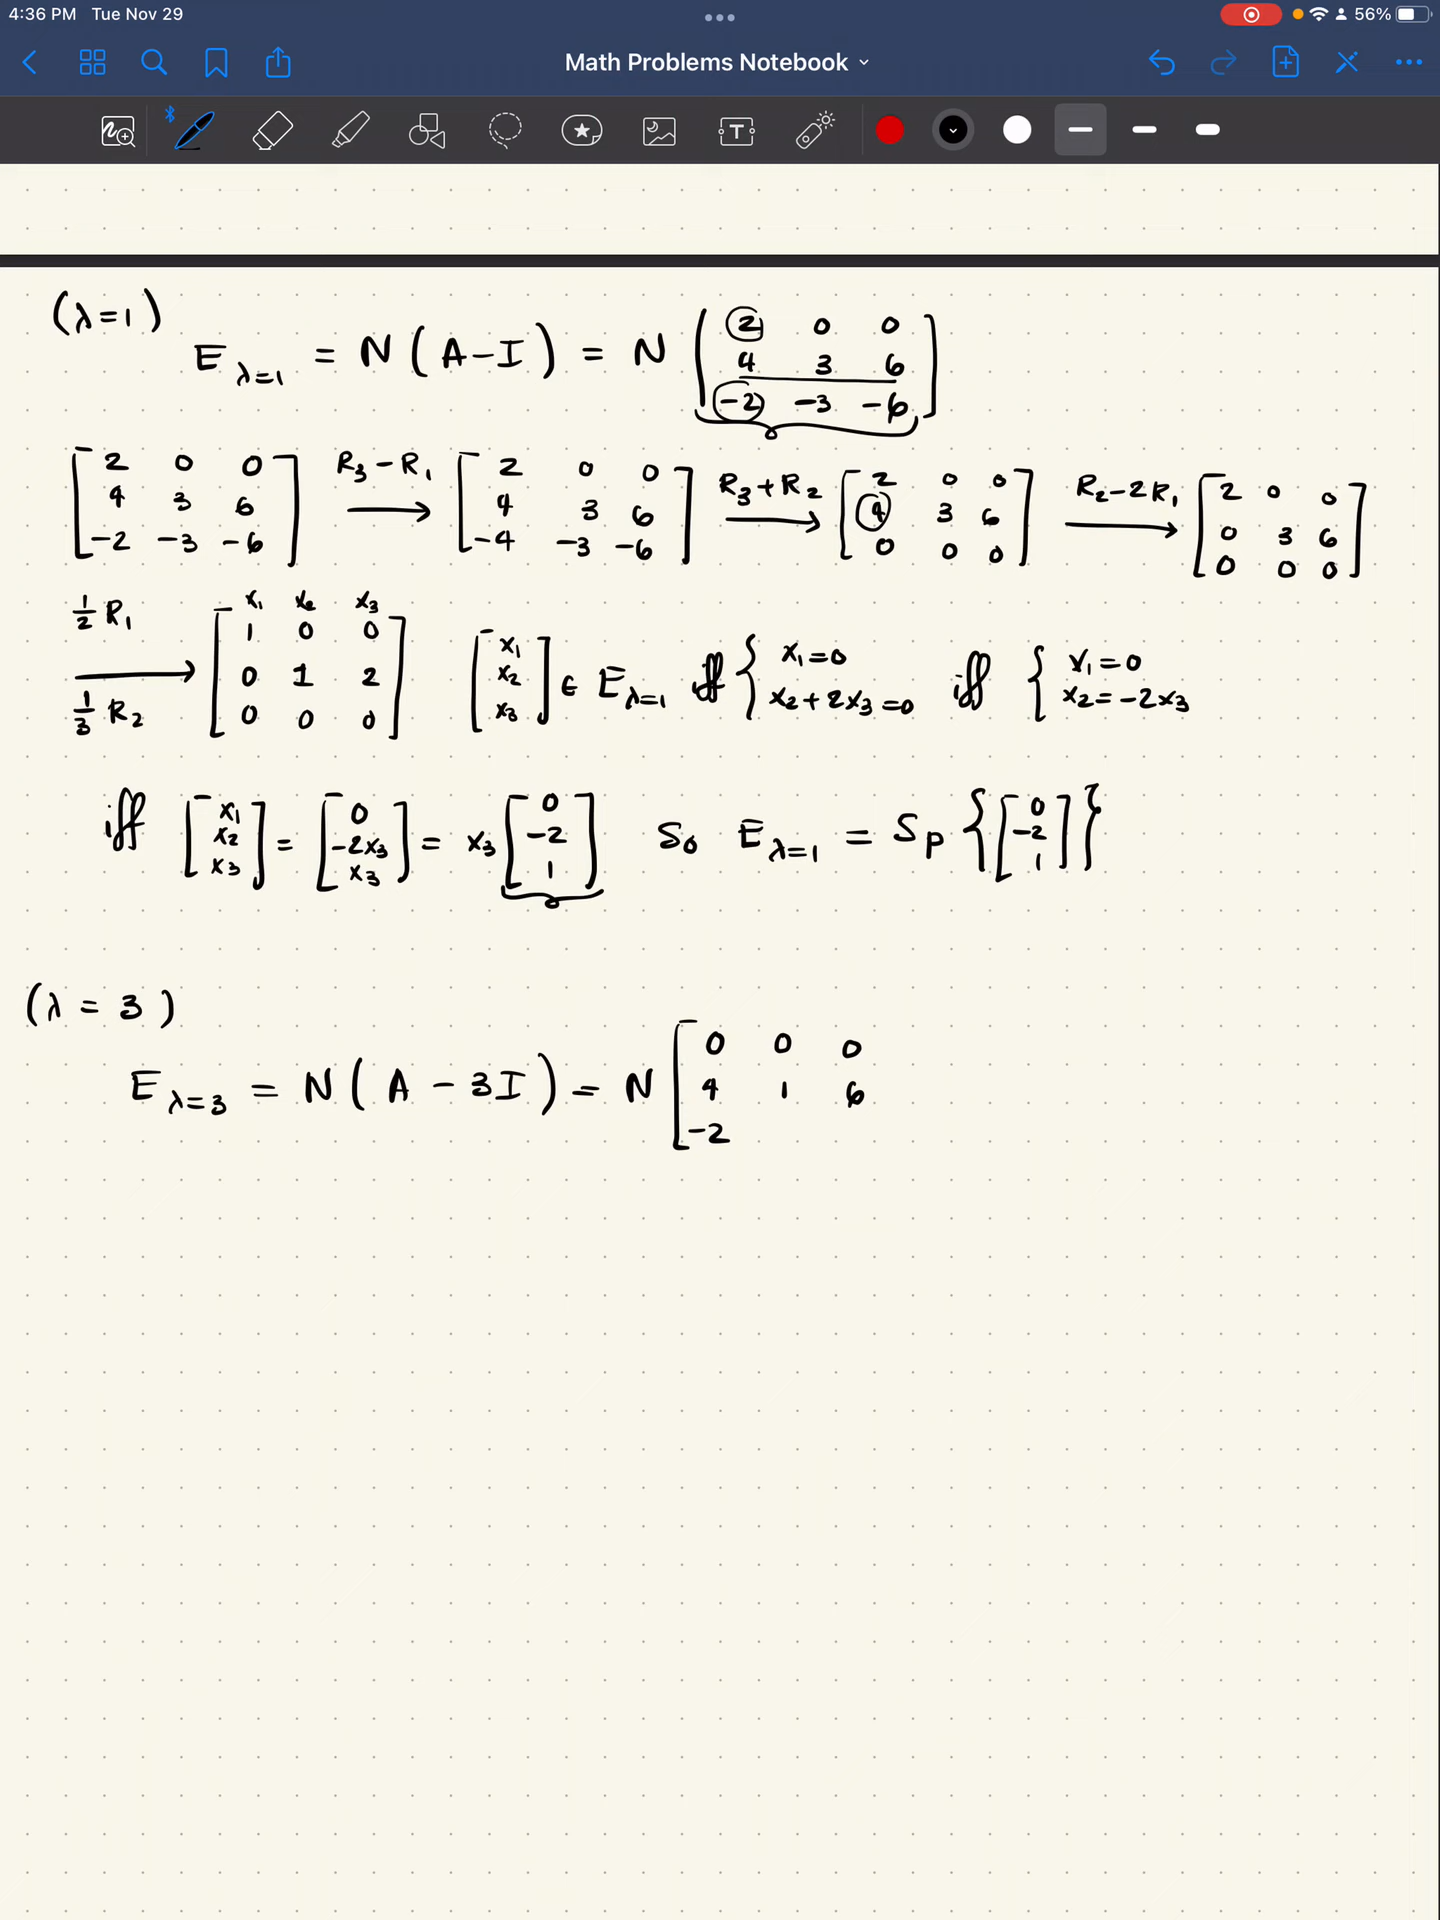 4:36 PM Tue Nov 29
56%
Math Problems Notebook
(λ=1)
E λ=1 = N (A-I) = N [2 0 0
4 3 6
-2 -3 -6]
[2 0 0
4 3 6
-2 -3 -6] R3-R1 → [2 0 0
4 3 6
-4 -3 -6] R3+R2 → [2 0 0
4 3 6
0 0 0] R2-2R1 → [2 0 0
0 3 6
0 0 0]
1/2 R1
1/3 R2 → x1 x2 x3
[1 0 0
0 1 2
0 0 0] [x1
x2
x3] ∈ E λ=1 iff { x1=0
x2+2x3=0 iff { x1=0
x2=-2x3
iff [x1
x2
x3] = [0
-2x3
x3] = x3 [0
-2
1] So E λ=1 = Sp {[0
-2
1]}
(λ = 3)
E λ=3 = N(A - 3I) = N [0 0 0
4 1 6
-2